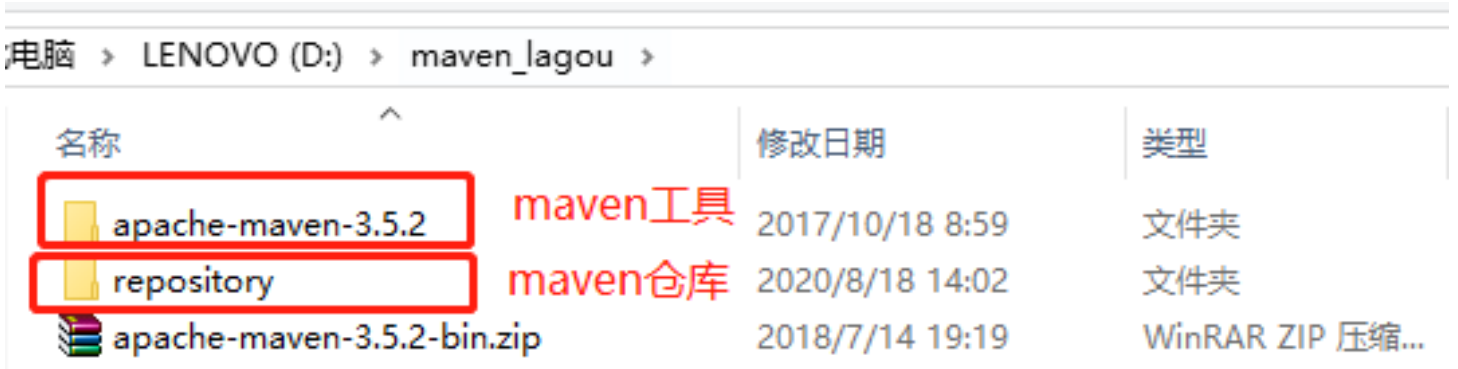 电脑 > LENOVO (D:) > maven_lagou >
名称 修改日期 类型
apache-maven-3.5.2 maven工具 2017/10/18 8:59 文件夹
repository maven仓库 2020/8/18 14:02 文件夹
apache-maven-3.5.2-bin.zip 2018/7/14 19:19 WinRAR ZIP 压缩...